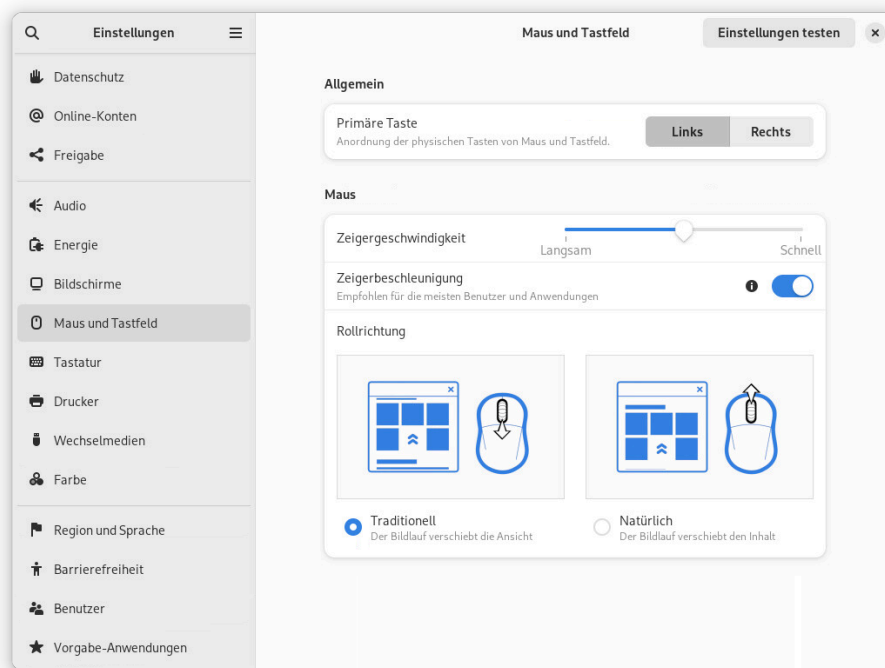 Einstellungen
Maus und Tastfeld
Einstellungen testen
Datenschutz
Online-Konten
Freigabe
Audio
Energie
Bildschirme
Maus und Tastfeld
Tastatur
Drucker
Wechselmedien
Farbe
Region und Sprache
Barrierefreiheit
Benutzer
Vorgabe-Anwendungen
Allgemein
Primäre Taste
Anordnung der physischen Tasten von Maus und Tastfeld.
Links
Rechts
Maus
Zeigergeschwindigkeit
Langsam
Schnell
Zeigerbeschleunigung
Empfohlen für die meisten Benutzer und Anwendungen
Rollrichtung
Traditionell
Der Bildlauf verschiebt die Ansicht
Natürlich
Der Bildlauf verschiebt den Inhalt